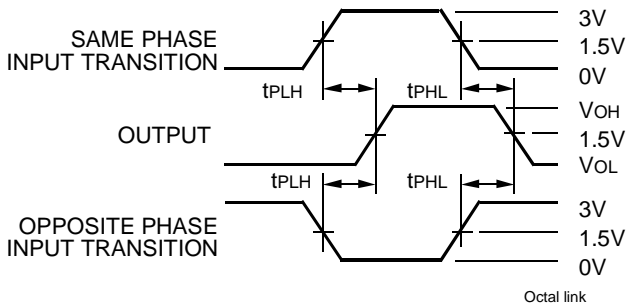 SAME PHASE
INPUT TRANSITION
3V
1.5V
0V
tPLH
tPHL
OUTPUT
VOH
1.5V
VOL
tPLH
tPHL
OPPOSITE PHASE
INPUT TRANSITION
3V
1.5V
0V
Octal link